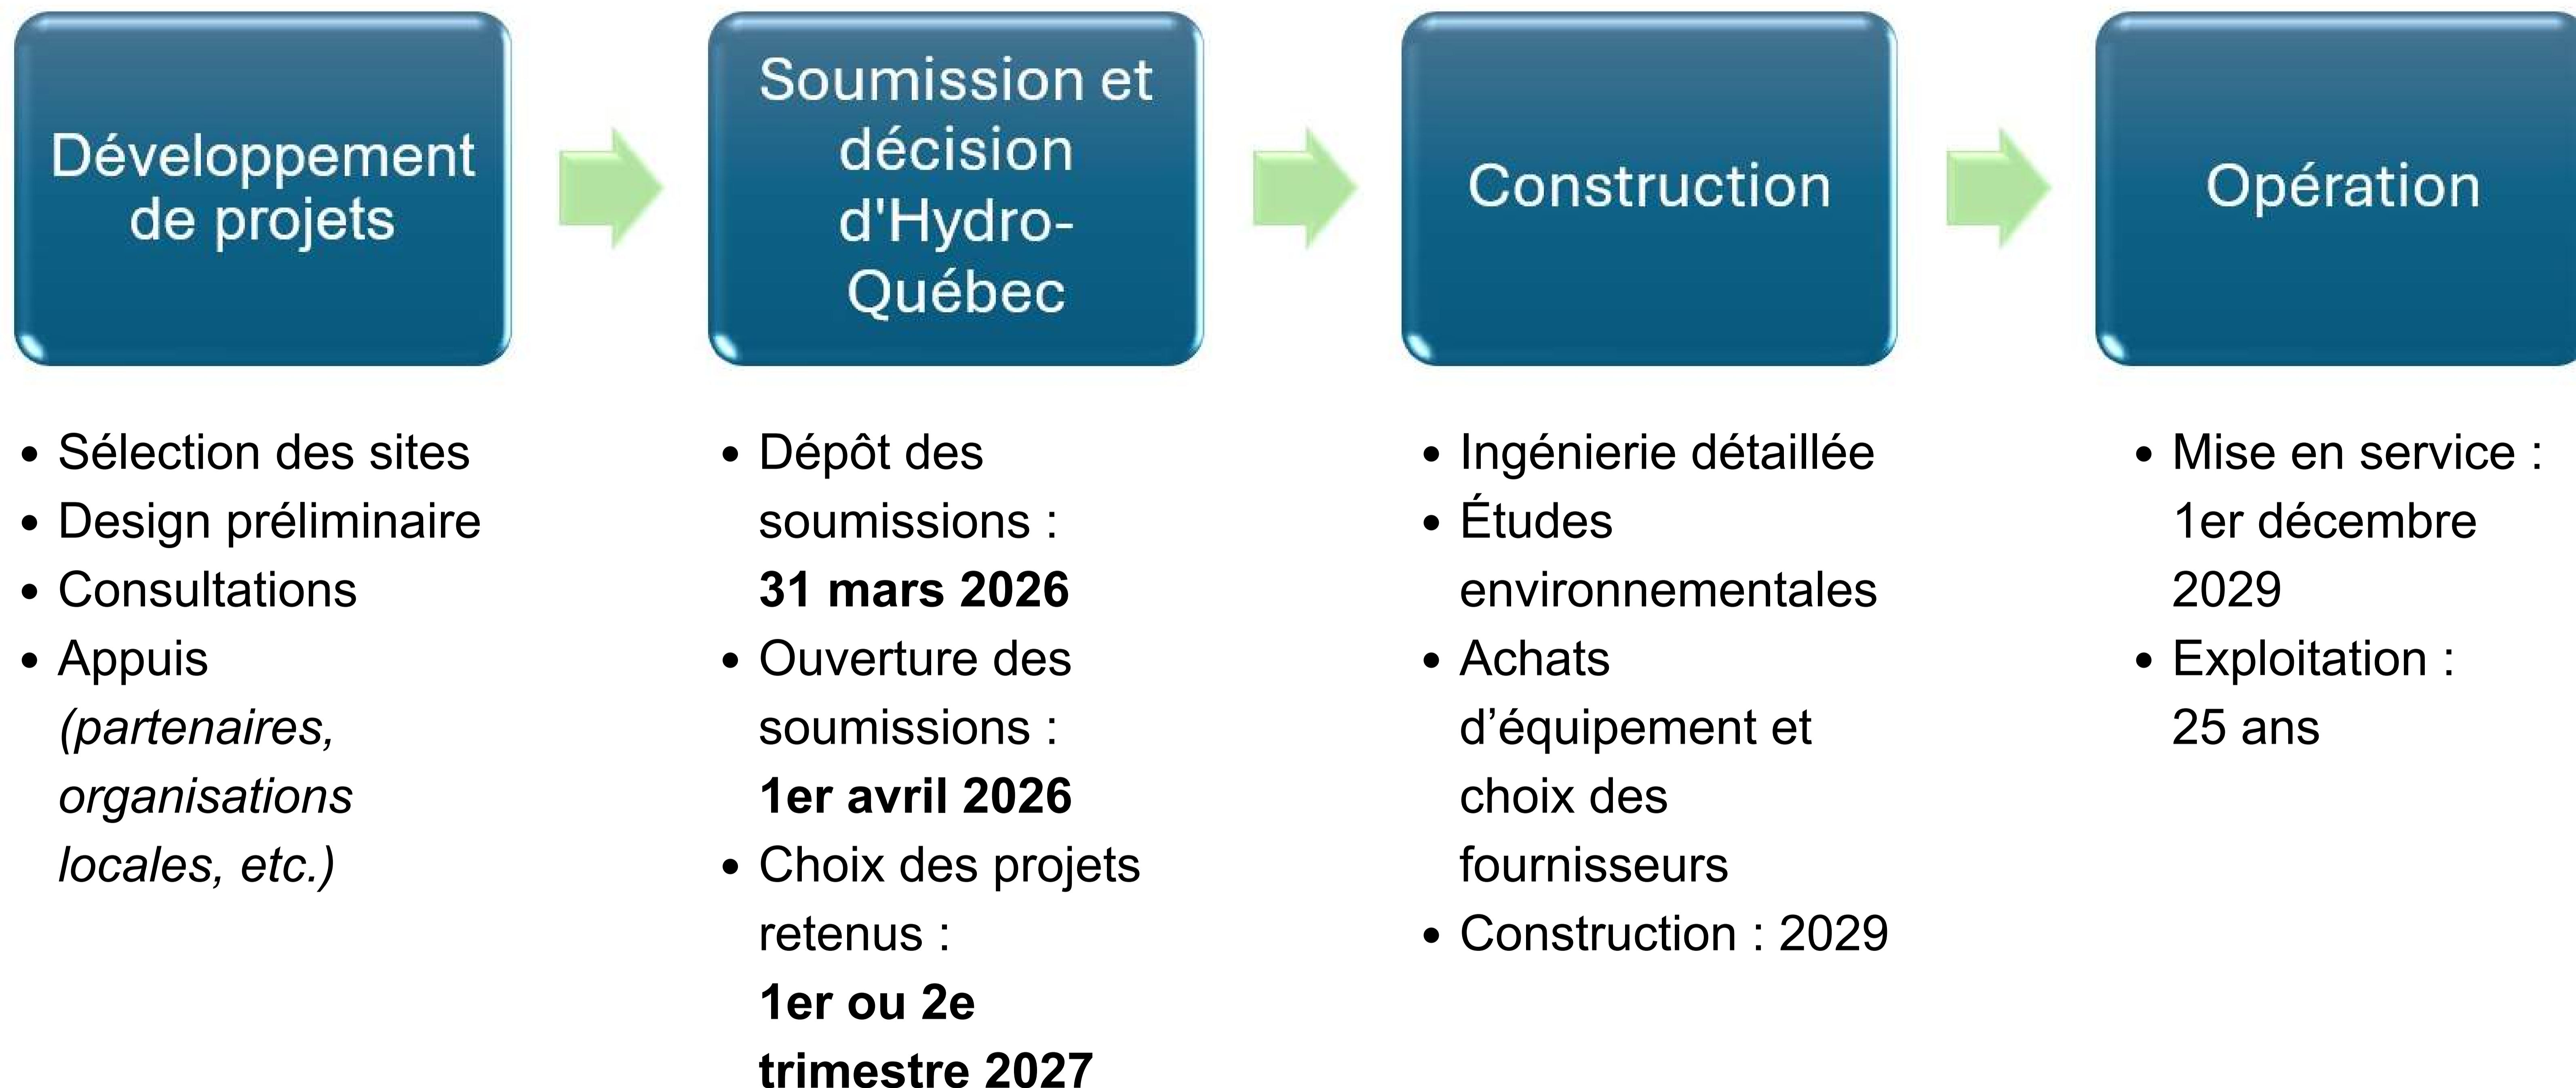 Développement
de projets
Soumission et
décision
d'Hydro-
Québec
Construction
Opération
• Sélection des sites
• Design préliminaire
• Consultations
• Appuis
(partenaires,
organisations
locales, etc.)
• Dépôt des
soumissions :
31 mars 2026
• Ouverture des
soumissions :
1er avril 2026
• Choix des projets
retenus :
1er ou 2e
trimestre 2027
• Ingénierie détaillée
• Études
environnementales
• Achats
d’équipement et
choix des
fournisseurs
• Construction : 2029
• Mise en service :
1er décembre
2029
• Exploitation :
25 ans